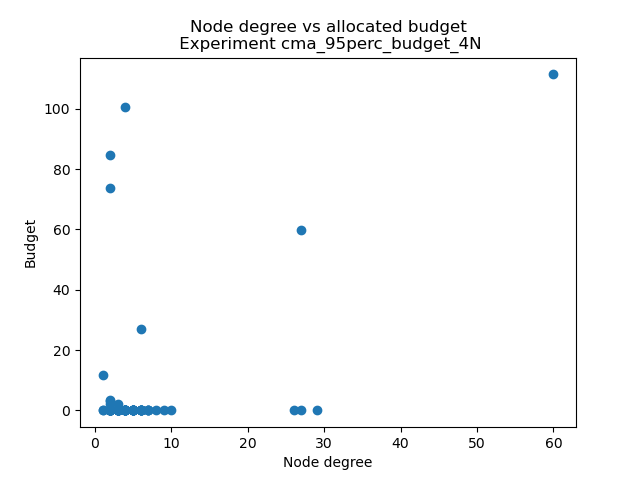 Node degree vs allocated budget
Experiment cma_95perc_budget_4N
Budget
100
80
60
40
20
0
0 10 20 30 40 50 60
Node degree